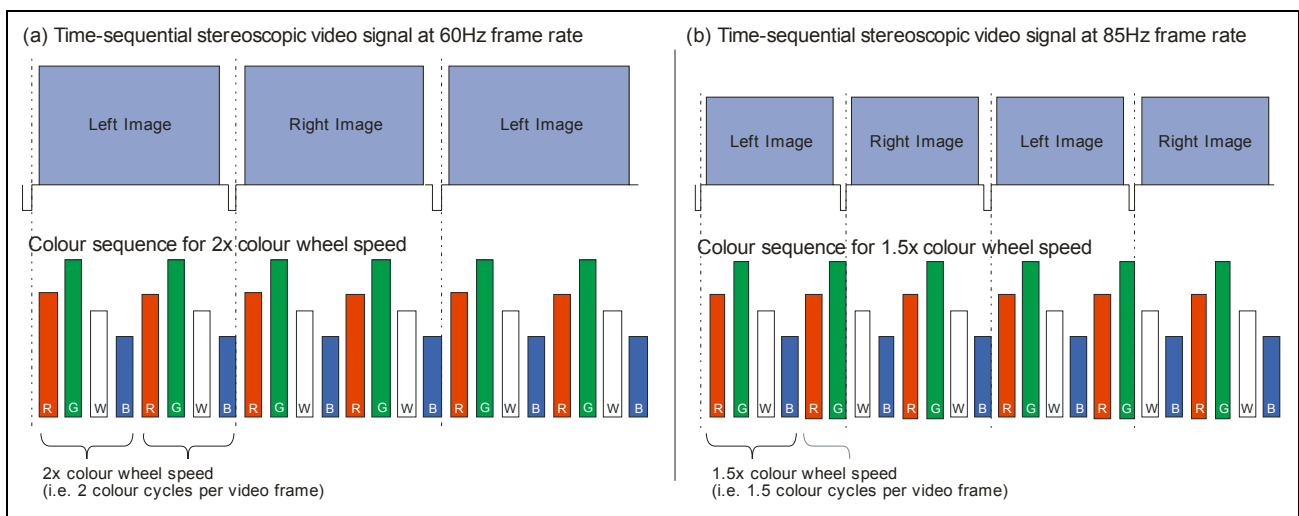 (a) Time-sequential stereoscopic video signal at 60Hz frame rate
Left Image
Right Image
Left Image
Colour sequence for 2x colour wheel speed
R G W B R G W B R G W B R G W B R G W B R G W B
2x colour wheel speed
(i.e. 2 colour cycles per video frame)
(b) Time-sequential stereoscopic video signal at 85Hz frame rate
Left Image
Right Image
Left Image
Right Image
Colour sequence for 1.5x colour wheel speed
R G W B R G W B R G W B R G W B R G W B R G W B
1.5x colour wheel speed
(i.e. 1.5 colour cycles per video frame)